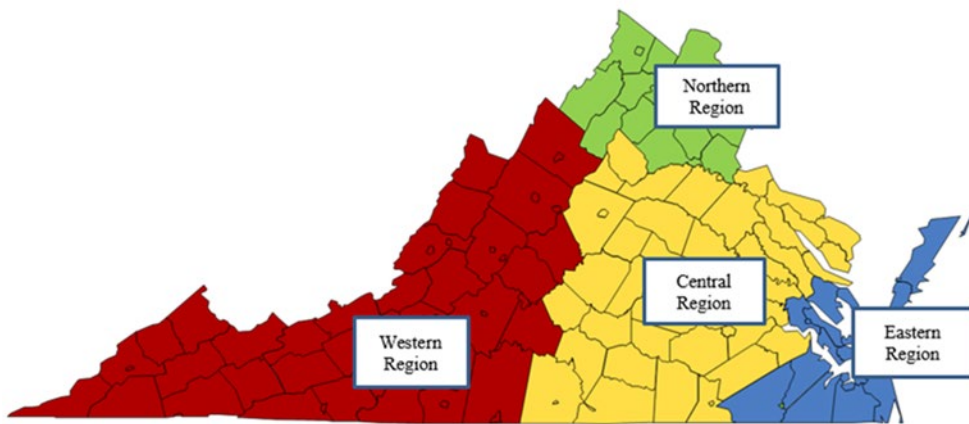 Northern
Region
Central
Region
Western
Region
Eastern
Region